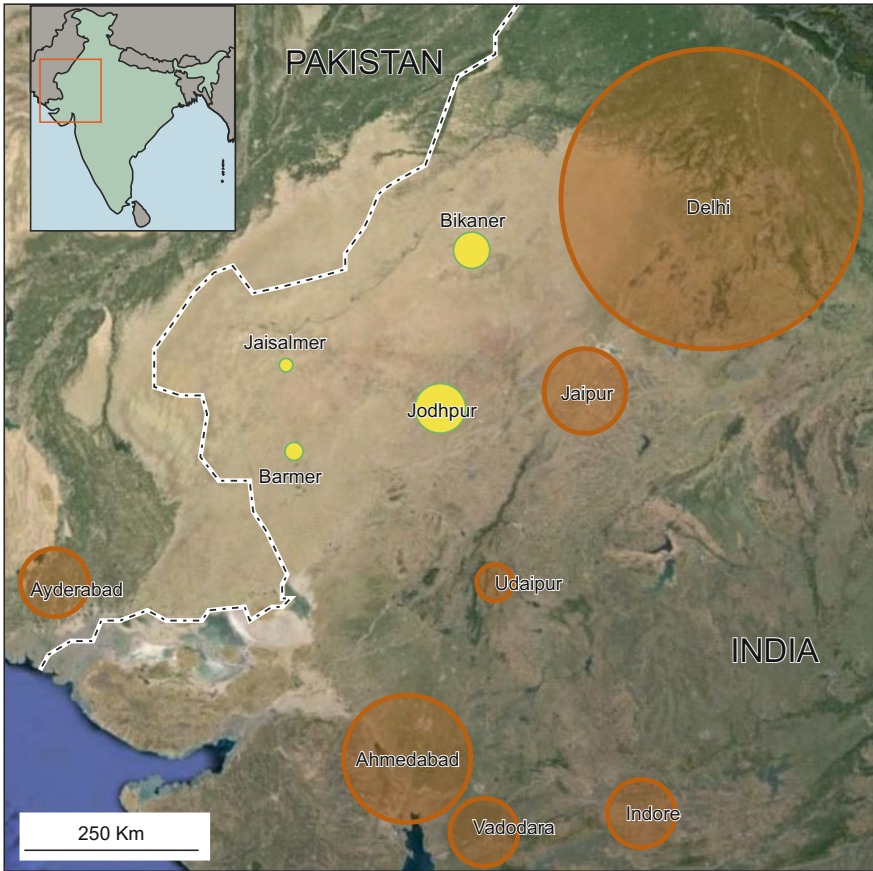 PAKISTAN
Delhi
Bikaner
Jaisalmer
Jaipur
Jodhpur
Barmer
Ayderabad
Udaipur
INDIA
Ahmedabad
Vadodara
Indore
250 Km